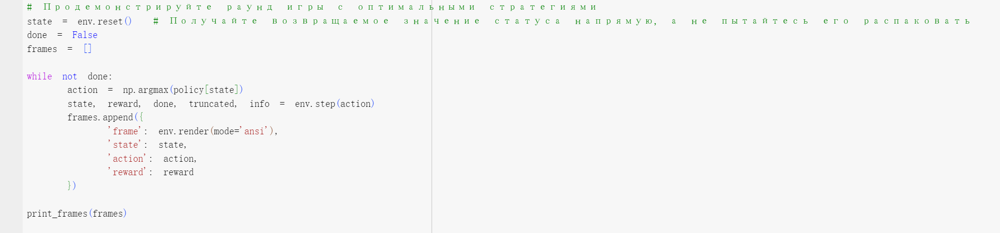 # Продемонстрируйте раунд игры с оптимальными стратегиями
state = env.reset()  # Получайте возвращаемое значение статуса напрямую, а не пытайтесь его распаковать
done = False
frames = []
while not done:
    action = np.argmax(policy[state])
    state, reward, done, truncated, info = env.step(action)
    frames.append({
        'frame': env.render(mode='ansi'),
        'state': state,
        'action': action,
        'reward': reward
    })
print_frames(frames)